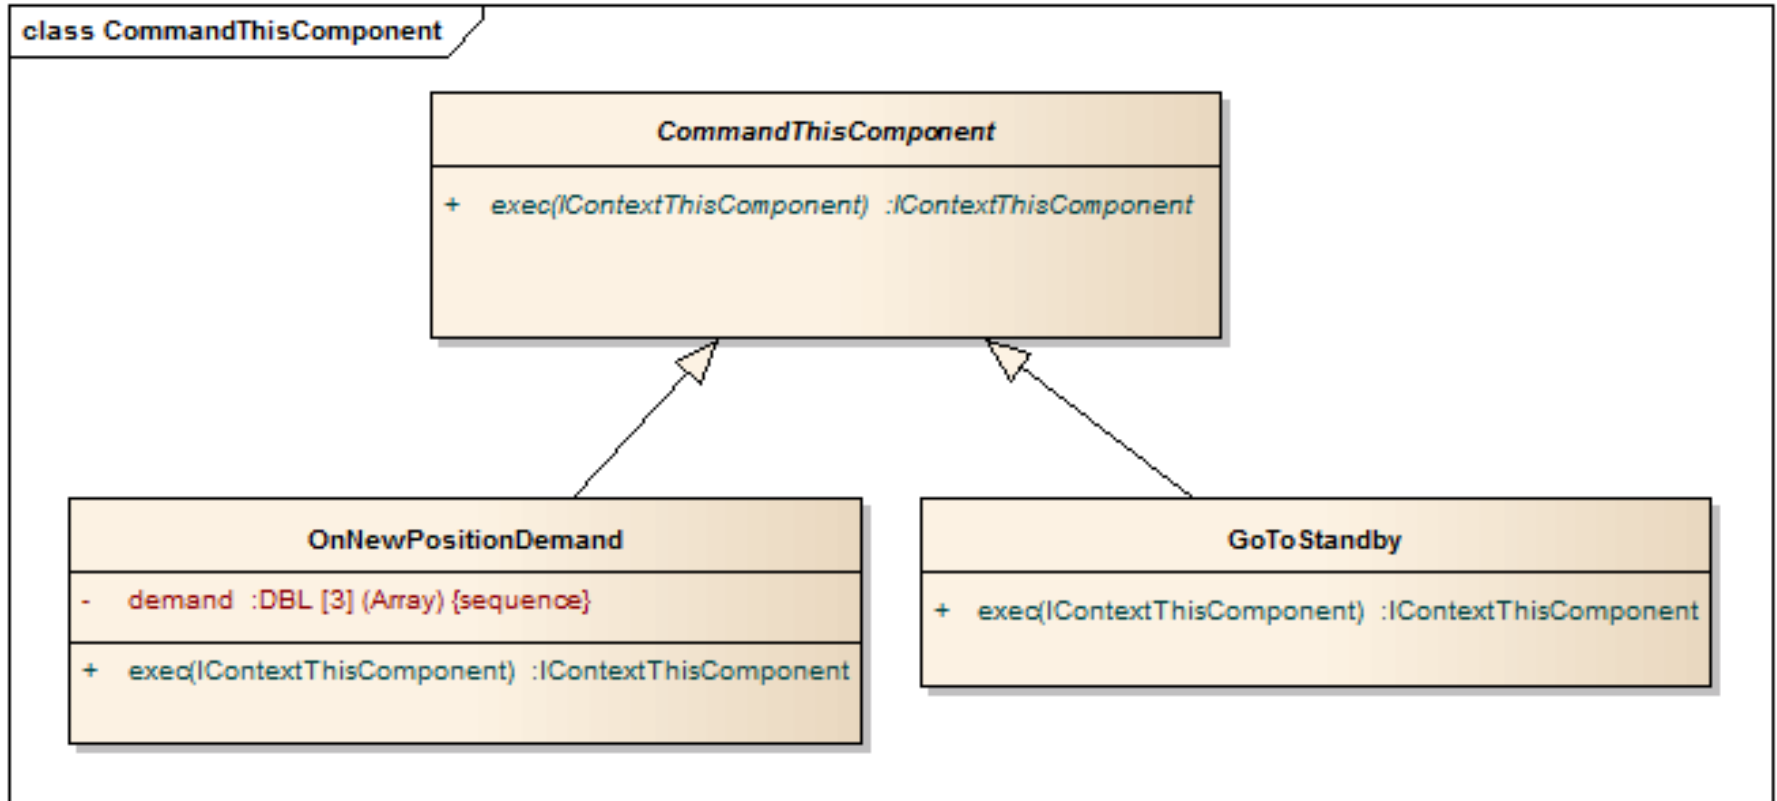 class CommandThisComponent
CommandThisComponent
+ exec(IContextThisComponent) :IContextThisComponent
OnNewPositionDemand
- demand :DBL [3] (Array) {sequence}
+ exec(IContextThisComponent) :IContextThisComponent
GoToStandby
+ exec(IContextThisComponent) :IContextThisComponent